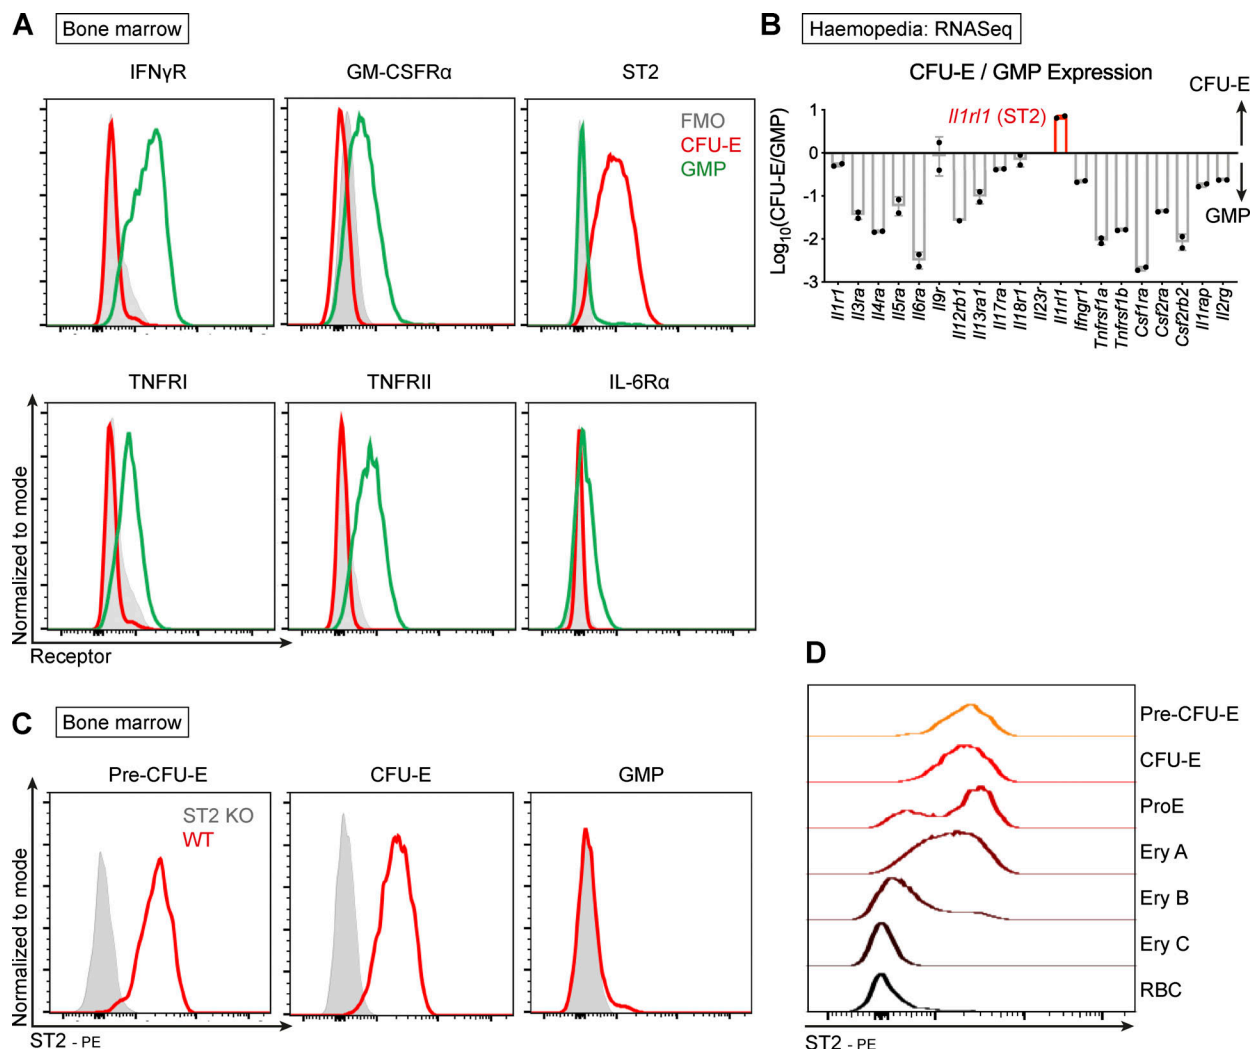 A
Bone marrow
IFNγR
GM-CSFRα
ST2
FMO
CFU-E
GMP
TNFRI
TNFRII
IL-6Rα
Normalized to mode
Receptor
B
Haemopedia: RNASeq
CFU-E / GMP Expression
CFU-E
GMP
Il1rl1 (ST2)
Log10(CFU-E/GMP)
1
0
-1
-2
-3
Il1r1
Il3ra
Il4ra
Il5ra
Il6ra
Il9r
Il12rb1
Il13ra1
Il17ra
Il18r1
Il23r
Il1rl1
Ifngr1
Tnfrsf1a
Tnfrsf1b
Csf1ra
Csf2ra
Csf2rb2
Il1rap
Il2rg
C
Bone marrow
Pre-CFU-E
CFU-E
GMP
ST2 KO
WT
Normalized to mode
ST2 - PE
D
Pre-CFU-E
CFU-E
ProE
Ery A
Ery B
Ery C
RBC
ST2 - PE